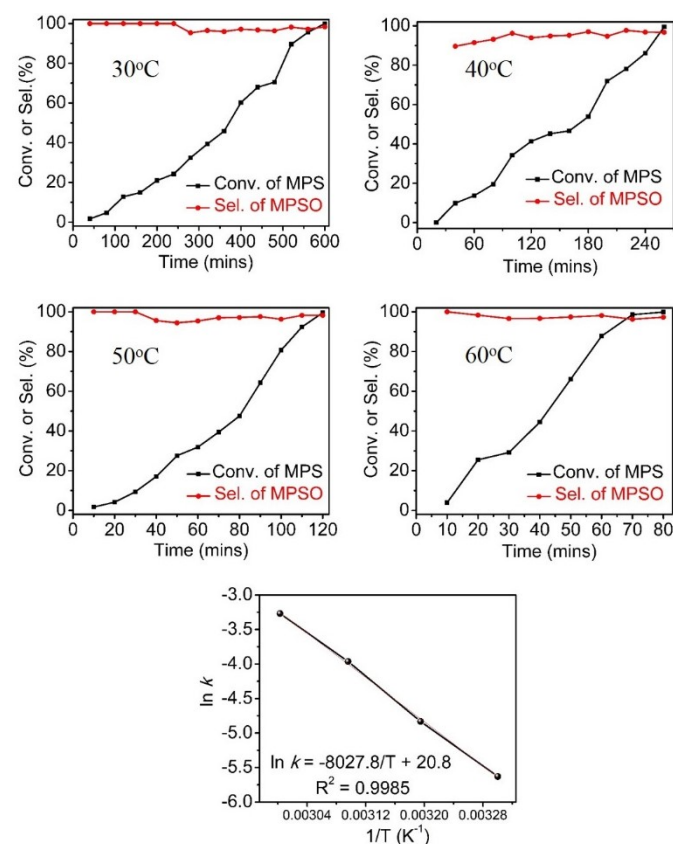 100
80
60
40
20
0
Conv. or Sel.(%)
30°C
Conv. of MPS
Sel. of MPSO
0 100 200 300 400 500 600
Time (mins)
100
80
60
40
20
0
Conv. or Sel. (%)
40°C
Conv. of MPS
Sel. of MPSO
0 60 120 180 240
Time (mins)
100
80
60
40
20
0
Conv. or Sel. (%)
50°C
Conv. of MPS
Sel. of MPSO
0 20 40 60 80 100 120
Time (mins)
100
80
60
40
20
0
Conv. or Sel. (%)
60°C
Conv. of MPS
Sel. of MPSO
0 10 20 30 40 50 60 70 80
Time (mins)
-3.0
-3.5
-4.0
-4.5
-5.0
-5.5
-6.0
ln k
ln k = -8027.8/T + 20.8
R² = 0.9985
0.00304 0.00312 0.00320 0.00328
1/T (K⁻¹)